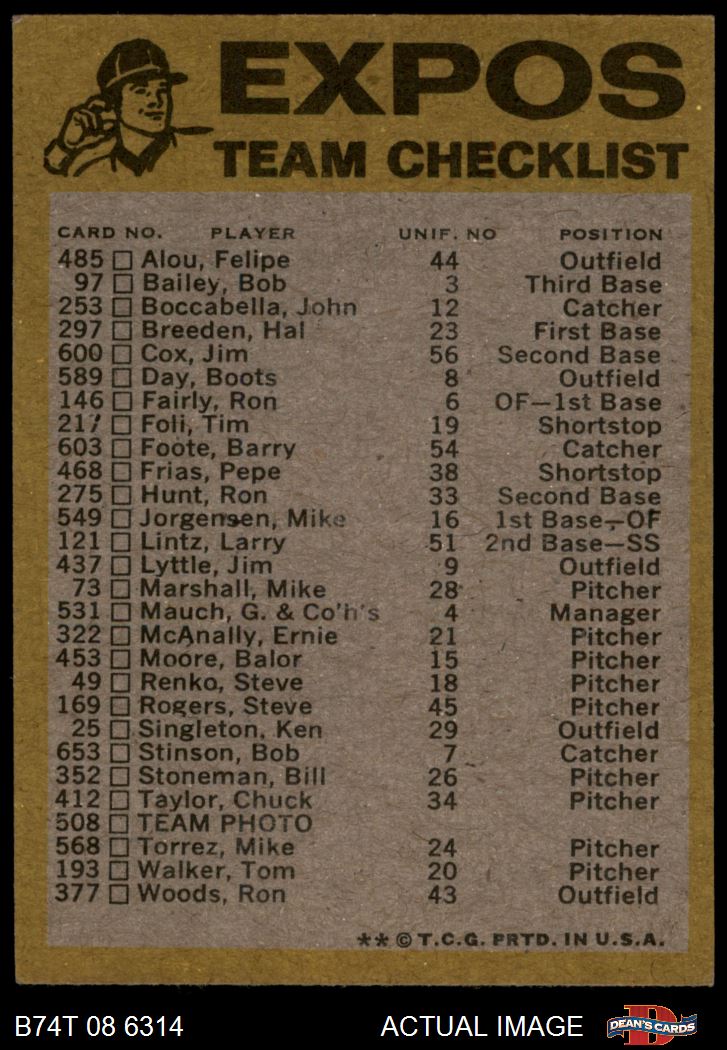 EXPOS
TEAM CHECKLIST
CARD NO. PLAYER UNIF. NO POSITION
485 Alou, Felipe 44 Outfield
97 Bailey, Bob 3 Third Base
253 Boccabella, John 12 Catcher
297 Breeden, Hal 23 First Base
600 Cox, Jim 56 Second Base
589 Day, Boots 8 Outfield
146 Fairly, Ron 6 OF—1st Base
217 Foli, Tim 19 Shortstop
603 Foote, Barry 54 Catcher
468 Frias, Pepe 38 Shortstop
275 Hunt, Ron 33 Second Base
549 Jorgensen, Mike 16 1st Base—OF
121 Lintz, Larry 51 2nd Base—SS
437 Lyttle, Jim 9 Outfield
73 Marshall, Mike 28 Pitcher
531 Mauch, G. & Co'h's 4 Manager
322 McAnally, Ernie 21 Pitcher
453 Moore, Balor 15 Pitcher
49 Renko, Steve 18 Pitcher
169 Rogers, Steve 45 Pitcher
25 Singleton, Ken 29 Outfield
653 Stinson, Bob 7 Catcher
352 Stoneman, Bill 26 Pitcher
412 Taylor, Chuck 34 Pitcher
508 TEAM PHOTO
568 Torrez, Mike 24 Pitcher
193 Walker, Tom 20 Pitcher
377 Woods, Ron 43 Outfield
** © T.C.G. PRTD. IN U.S.A.
B74T 08 6314 ACTUAL IMAGE D DEAN'S CARDS